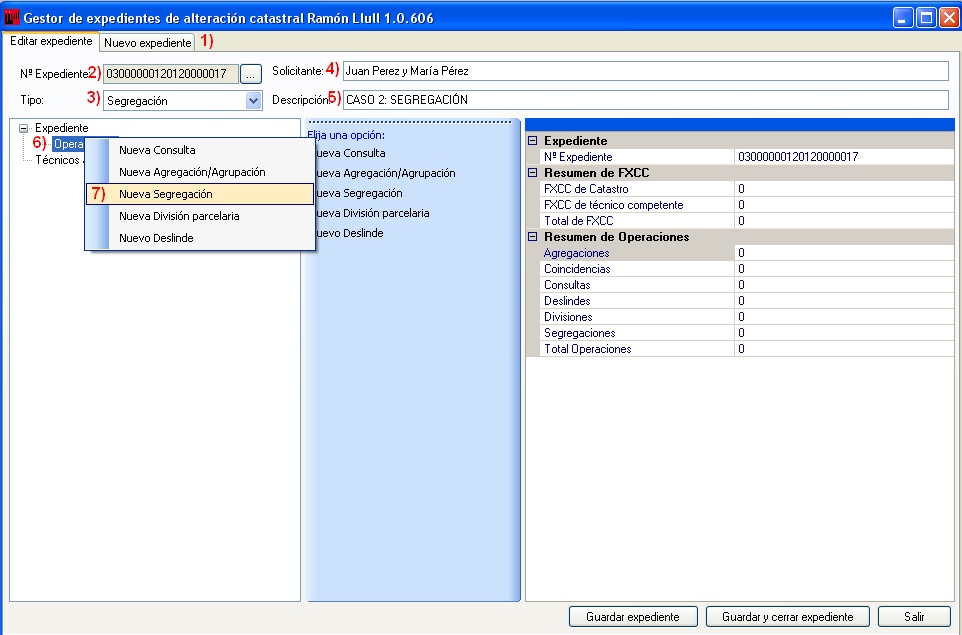 Gestor de expedientes de alteración catastral Ramón Llull 1.0.606
Editar expediente Nuevo expediente 1)
Nº Expediente 2) 03000000120120000017 ... Solicitante: 4) Juan Perez y María Pérez
Tipo: 3) Segregación Descripción 5) CASO 2: SEGREGACIÓN
Expediente
6) Opera
Técnicos
Nueva Consulta
Nueva Agregación/Agrupación
7) Nueva Segregación
Nueva División parcelaria
Nuevo Deslinde
Elija una opción:
ueva Consulta
ueva Agregación/Agrupación
ueva Segregación
ueva División parcelaria
uevo Deslinde
Expediente
Nº Expediente 03000000120120000017
Resumen de FXCC
FXCC de Catastro 0
FXCC de técnico competente 0
Total de FXCC 0
Resumen de Operaciones
Agregaciones 0
Coincidencias 0
Consultas 0
Deslindes 0
Divisiones 0
Segregaciones 0
Total Operaciones 0
Guardar expediente Guardar y cerrar expediente Salir